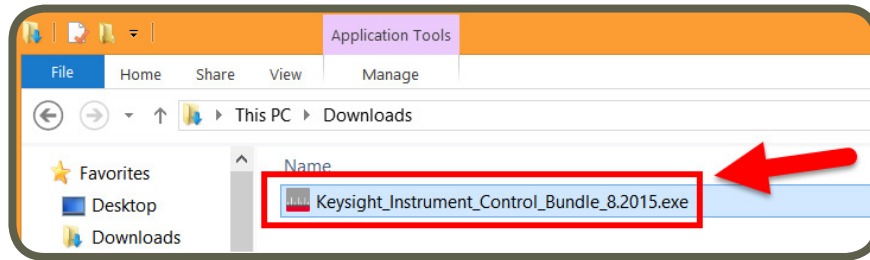 Application Tools
File Home Share View Manage
This PC Downloads
Favorites
Name
Desktop
Keysight_Instrument_Control_Bundle_8.2015.exe
Downloads